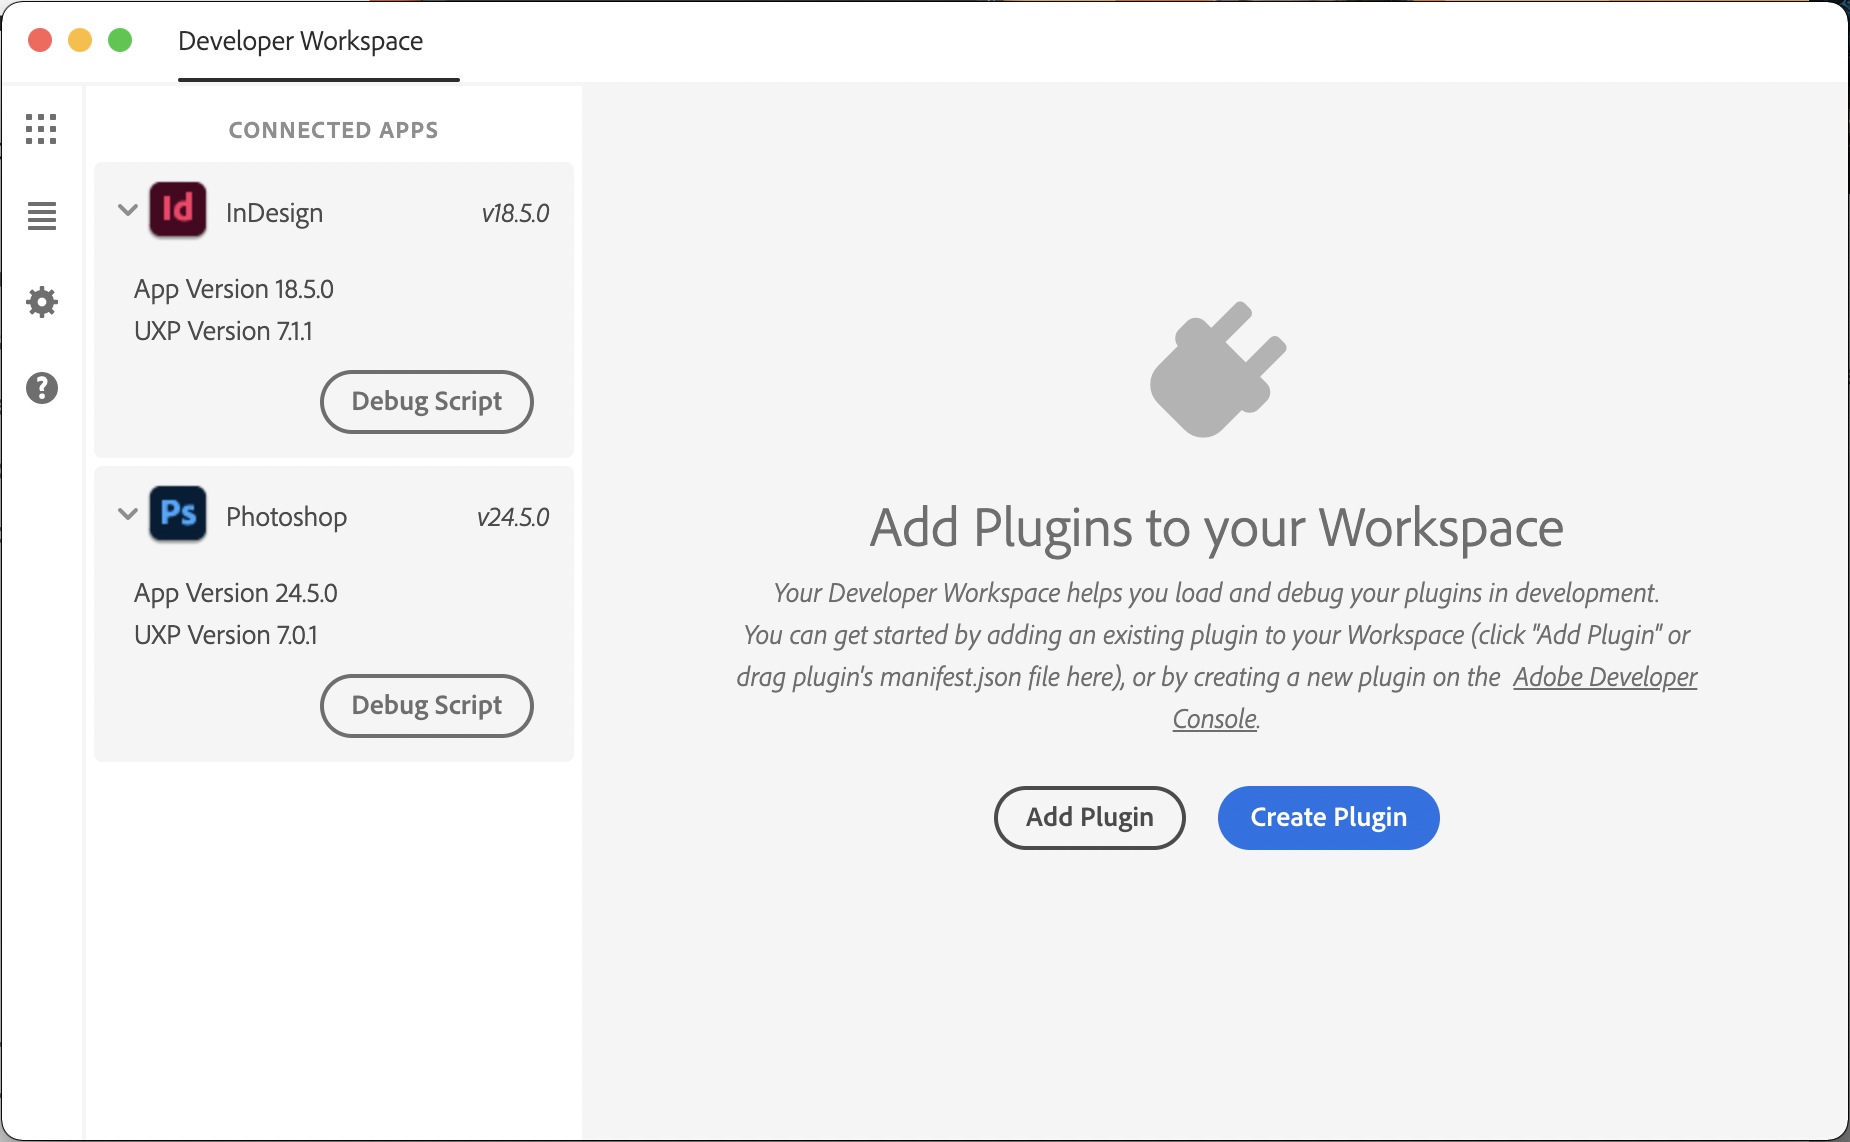 Developer Workspace
CONNECTED APPS
Id InDesign v18.5.0
App Version 18.5.0
UXP Version 7.1.1
Debug Script
Ps Photoshop v24.5.0
App Version 24.5.0
UXP Version 7.0.1
Debug Script
Add Plugins to your Workspace
Your Developer Workspace helps you load and debug your plugins in development.
You can get started by adding an existing plugin to your Workspace (click "Add Plugin" or
drag plugin's manifest.json file here), or by creating a new plugin on the Adobe Developer
Console.
Add Plugin Create Plugin